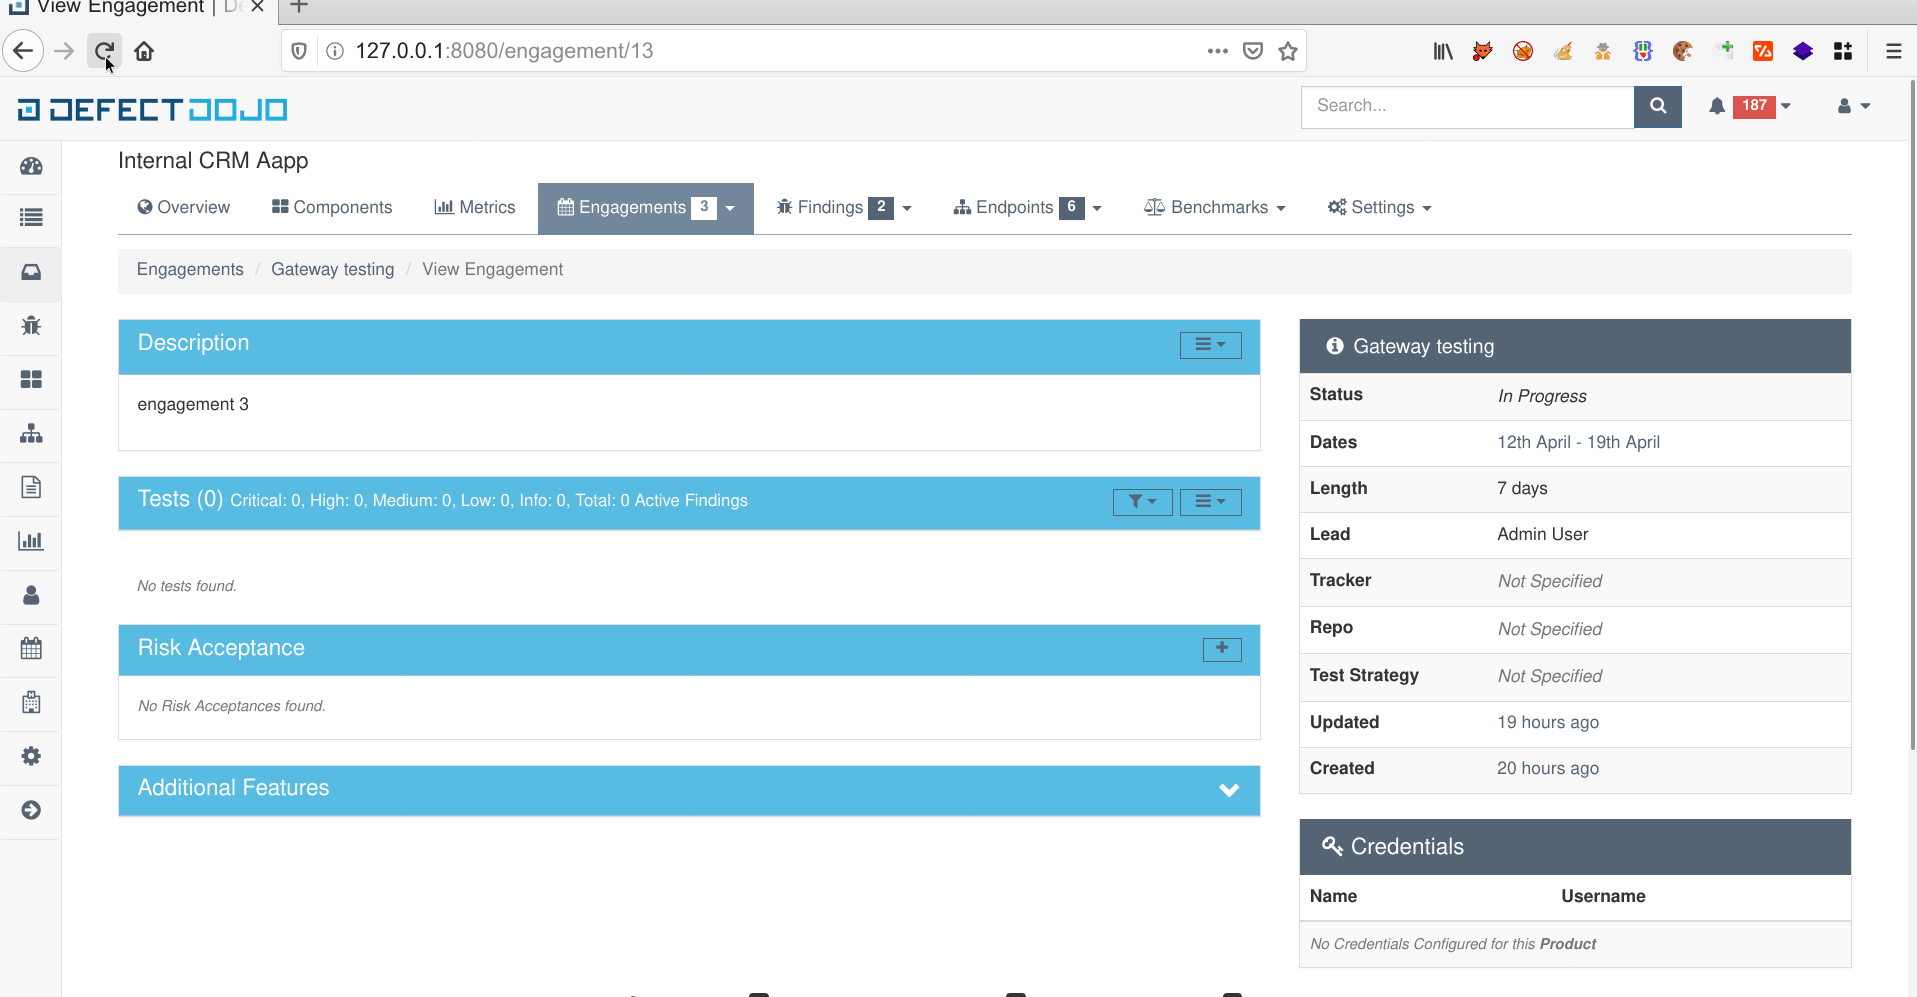 View Engagement | De
127.0.0.1:8080/engagement/13
DEFECTDOJO
Search...
187
Internal CRM Aapp
Overview
Components
Metrics
Engagements 3
Findings 2
Endpoints 6
Benchmarks
Settings
Engagements / Gateway testing / View Engagement
Description
engagement 3
Tests (0) Critical: 0, High: 0, Medium: 0, Low: 0, Info: 0, Total: 0 Active Findings
No tests found.
Risk Acceptance
No Risk Acceptances found.
Additional Features
Gateway testing
Status In Progress
Dates 12th April - 19th April
Length 7 days
Lead Admin User
Tracker Not Specified
Repo Not Specified
Test Strategy Not Specified
Updated 19 hours ago
Created 20 hours ago
Credentials
Name Username
No Credentials Configured for this Product